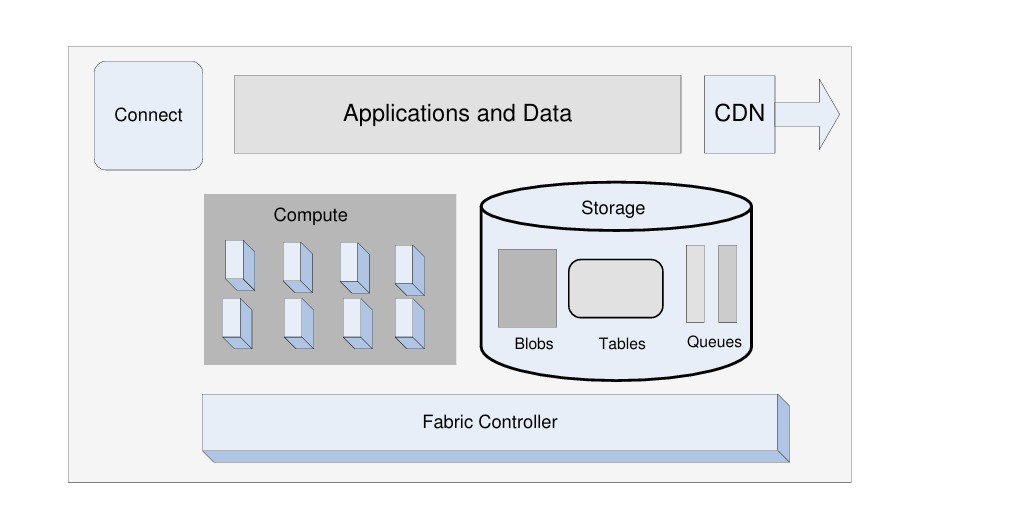 Connect
Applications and Data
CDN
Compute
Storage
Blobs
Tables
Queues
Fabric Controller